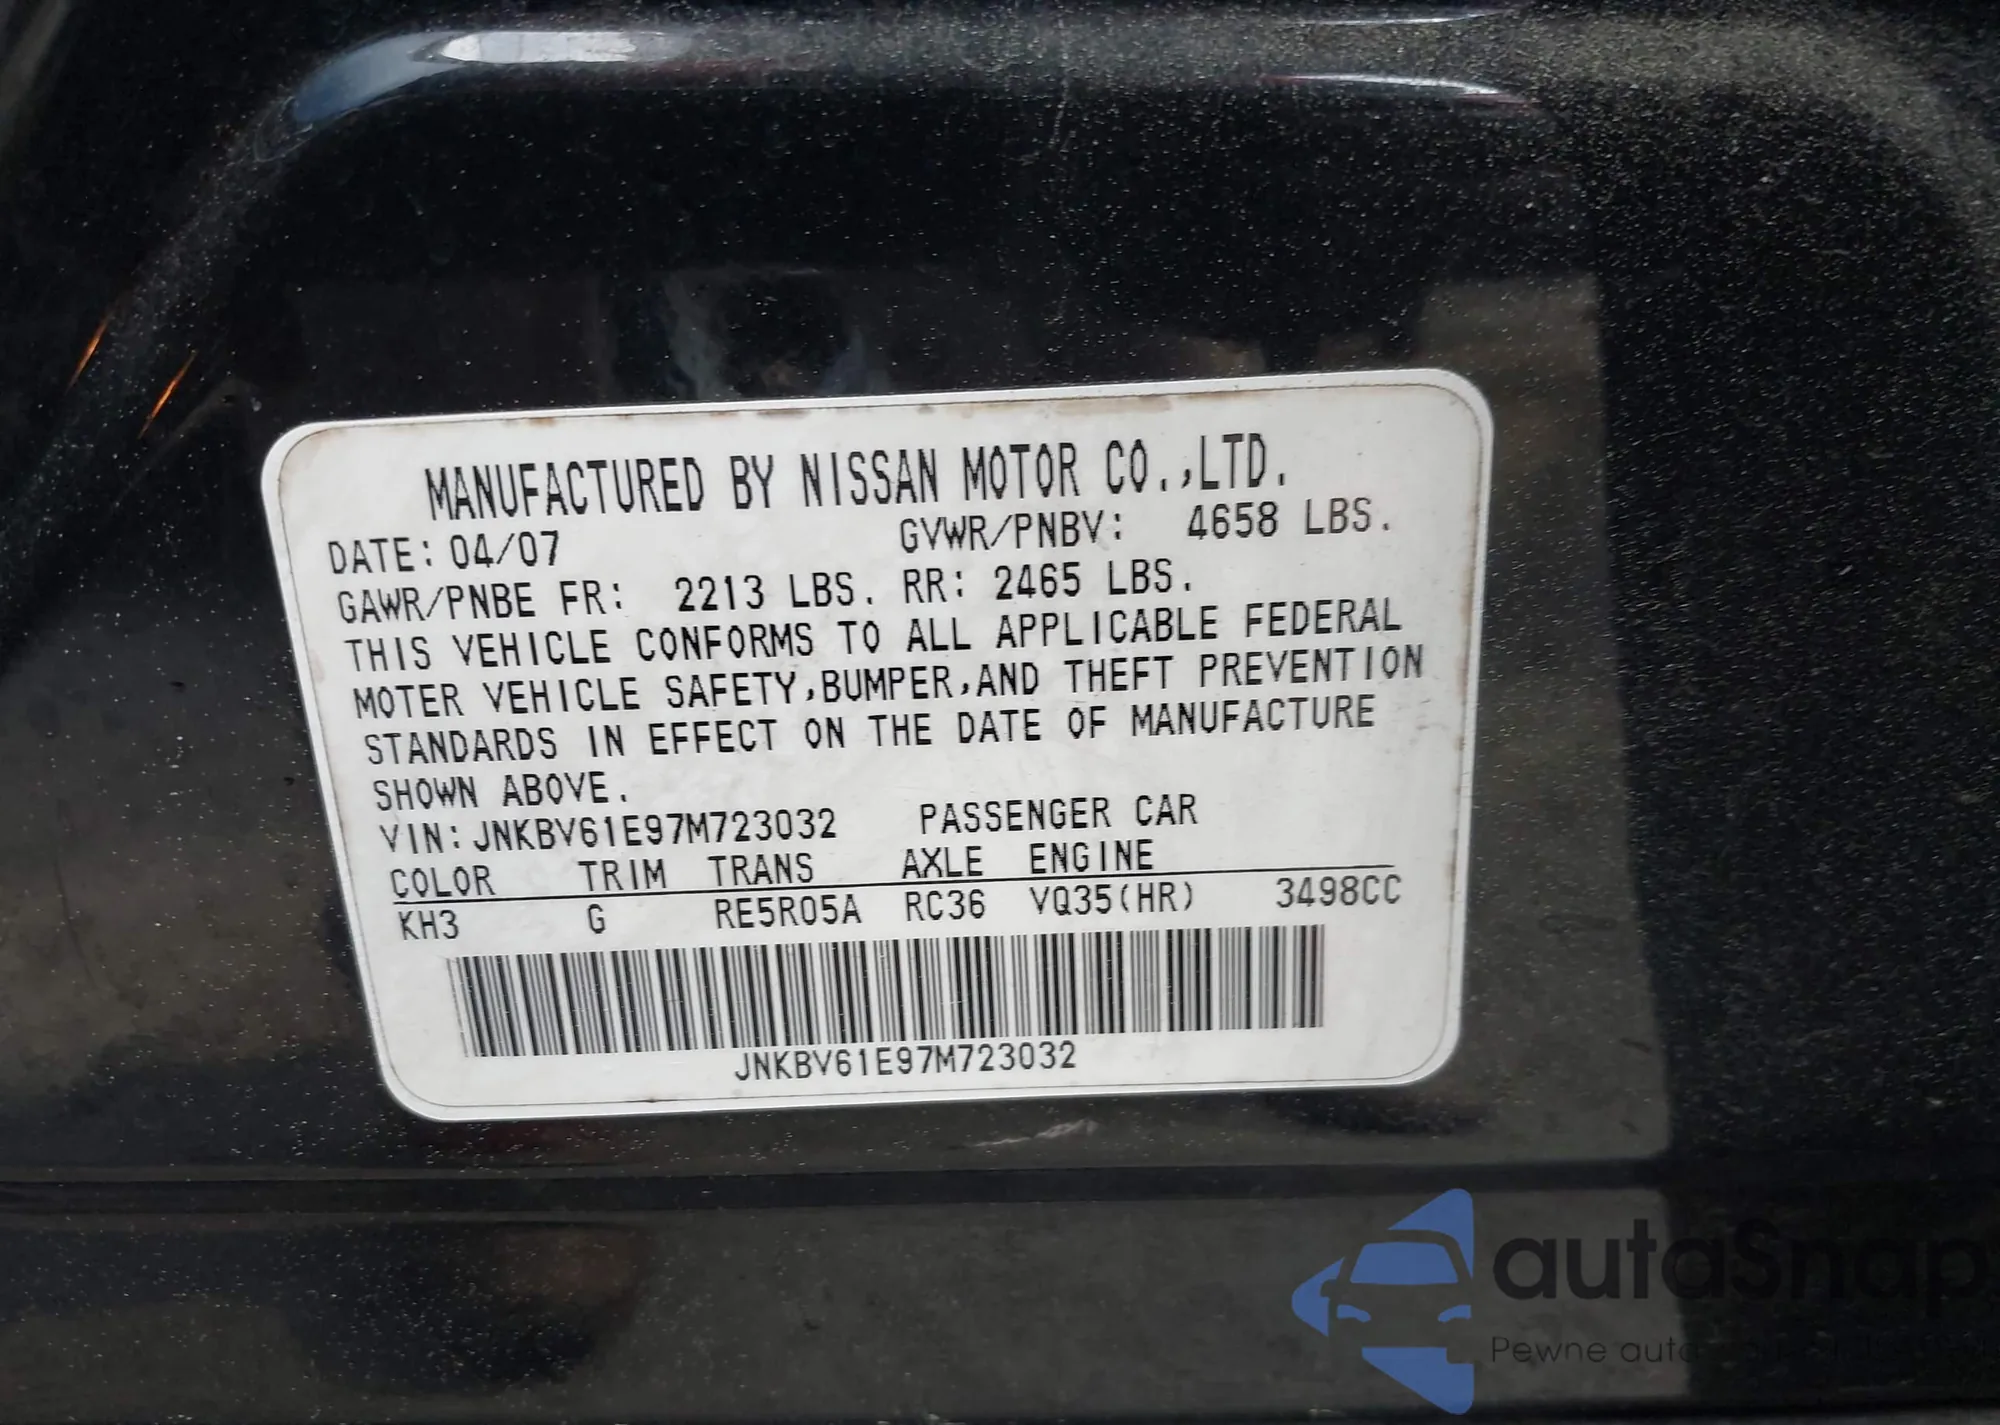 MANUFACTURED BY NISSAN MOTOR CO.,LTD.
DATE: 04/07 GVWR/PNBV: 4658 LBS.
GAWR/PNBE FR: 2213 LBS. RR: 2465 LBS.
THIS VEHICLE CONFORMS TO ALL APPLICABLE FEDERAL
MOTER VEHICLE SAFETY,BUMPER,AND THEFT PREVENTION
STANDARDS IN EFFECT ON THE DATE OF MANUFACTURE
SHOWN ABOVE.
VIN: JNKBV61E97M723032 PASSENGER CAR
COLOR TRIM TRANS AXLE ENGINE
KH3 G RE5R05A RC36 VQ35(HR) 3498CC
JNKBV61E97M723032
autaSnap
Pewne auta